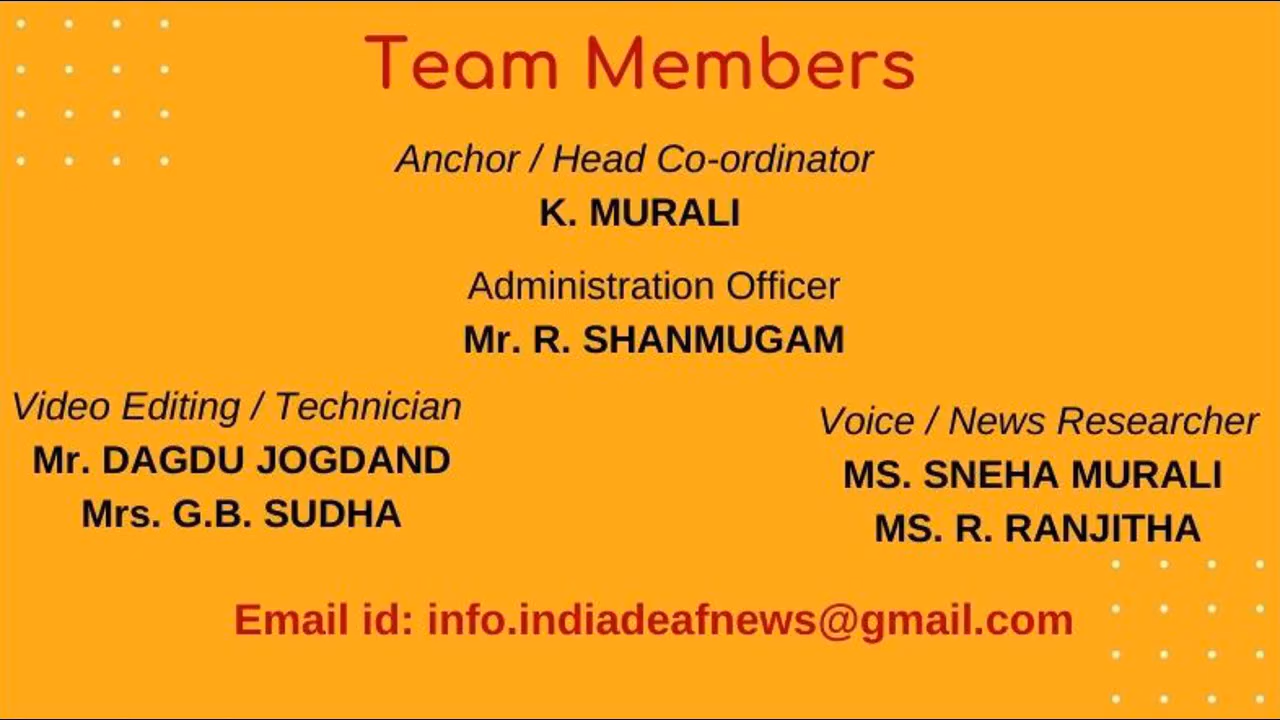 Team Members
Anchor / Head Co-ordinator
K. MURALI
Administration Officer
Mr. R. SHANMUGAM
Video Editing / Technician
Mr. DAGDU JOGDAND
Mrs. G.B. SUDHA
Voice / News Researcher
MS. SNEHA MURALI
MS. R. RANJITHA
Email id: info.indiadeafnews@gmail.com